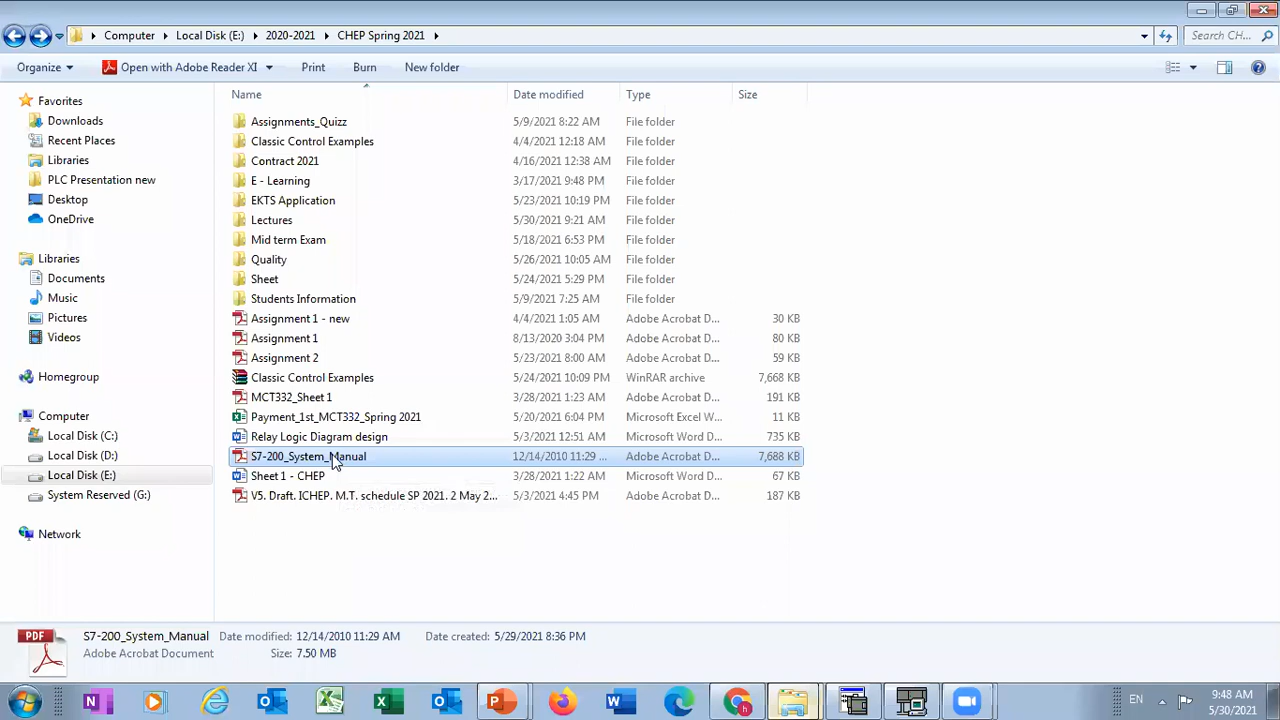 Computer
Local Disk (E:)
2020-2021
CHEP Spring 2021
Search CH...
Organize
Open with Adobe Reader XI
Print
Burn
New folder
Favorites
Downloads
Recent Places
Libraries
PLC Presentation new
Desktop
OneDrive
Libraries
Documents
Music
Pictures
Videos
Homegroup
Computer
Local Disk (C:)
Local Disk (D:)
Local Disk (E:)
System Reserved (G:)
Network
Name Date modified Type Size
Assignments_Quizz 5/9/2021 8:22 AM File folder
Classic Control Examples 4/4/2021 12:18 AM File folder
Contract 2021 4/16/2021 12:38 AM File folder
E - Learning 3/17/2021 9:48 PM File folder
EKTS Application 5/23/2021 10:19 PM File folder
Lectures 5/30/2021 9:21 AM File folder
Mid term Exam 5/18/2021 6:53 PM File folder
Quality 5/26/2021 10:05 AM File folder
Sheet 5/24/2021 5:29 PM File folder
Students Information 5/9/2021 7:25 AM File folder
Assignment 1 - new 4/4/2021 1:05 AM Adobe Acrobat D... 30 KB
Assignment 1 8/13/2020 3:04 PM Adobe Acrobat D... 80 KB
Assignment 2 5/23/2021 8:00 AM Adobe Acrobat D... 59 KB
Classic Control Examples 5/24/2021 10:09 PM WinRAR archive 7,668 KB
MCT332_Sheet 1 3/28/2021 1:23 AM Adobe Acrobat D... 191 KB
Payment_1st_MCT332_Spring 2021 5/20/2021 6:04 PM Microsoft Excel W... 11 KB
Relay Logic Diagram design 5/3/2021 12:51 AM Microsoft Word D... 735 KB
S7-200_System_Manual 12/14/2010 11:29 ... Adobe Acrobat D... 7,688 KB
Sheet 1 - CHEP 3/28/2021 1:22 AM Microsoft Word D... 67 KB
V5. Draft. ICHEP. M.T. schedule SP 2021. 2 May 2... 5/3/2021 4:45 PM Adobe Acrobat D... 187 KB
PDF
S7-200_System_Manual Date modified: 12/14/2010 11:29 AM Date created: 5/29/2021 8:36 PM
Adobe Acrobat Document Size: 7.50 MB
EN
9:48 AM
5/30/2021